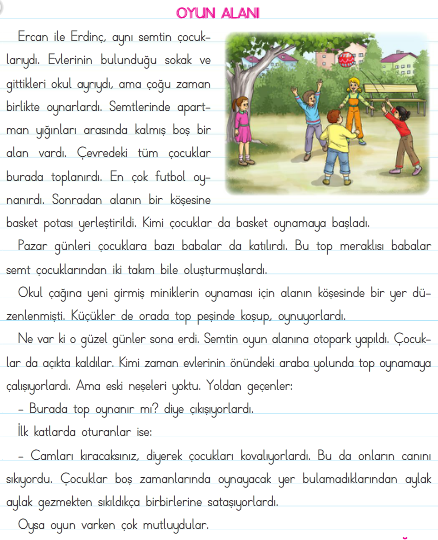 OYUN ALANI
Ercan ile Erdinç, aynı semtin çocuk-
larıydı. Evlerinin bulunduğu sokak ve
gittikleri okul ayrıydı, ama çoğu zaman
birlikte oynarlardı. Semtlerinde apart-
man yığınları arasında kalmış boş bir
alan vardı. Çevredeki tüm çocuklar
burada toplanırdı. En çok futbol oy-
nanırdı. Sonradan alanın bir köşesine
basket potası yerleştirildi. Kimi çocuklar da basket oynamaya başladı.
Pazar günleri çocuklara bazı babalar da katılırdı. Bu top meraklısı babalar
semt çocuklarından iki takım bile oluşturmuşlardı.
Okul çağına yeni girmiş miniklerin oynaması için alanın köşesinde bir yer dü-
zenlenmişti. Küçükler de orada top peşinde koşup, oynuyorlardı.
Ne var ki o güzel günler sona erdi. Semtin oyun alanına otopark yapıldı. Çocuk-
lar da açıkta kaldılar. Kimi zaman evlerinin önündeki araba yolunda top oynamaya
çalışıyorlardı. Ama eski neşeleri yoktu. Yoldan geçenler:
- Burada top oynanır mı? diye çıkışıyorlardı.
İlk katlarda oturanlar ise:
- Camları kıracaksınız, diyerek çocukları kovalıyorlardı. Bu da onların canını
sıkıyordu. Çocuklar boş zamanlarında oynayacak yer bulamadıklarından aylak
aylak gezmekten sıkıldıkça birbirlerine sataşıyorlardı.
Oysa oyun varken çok mutluydular.